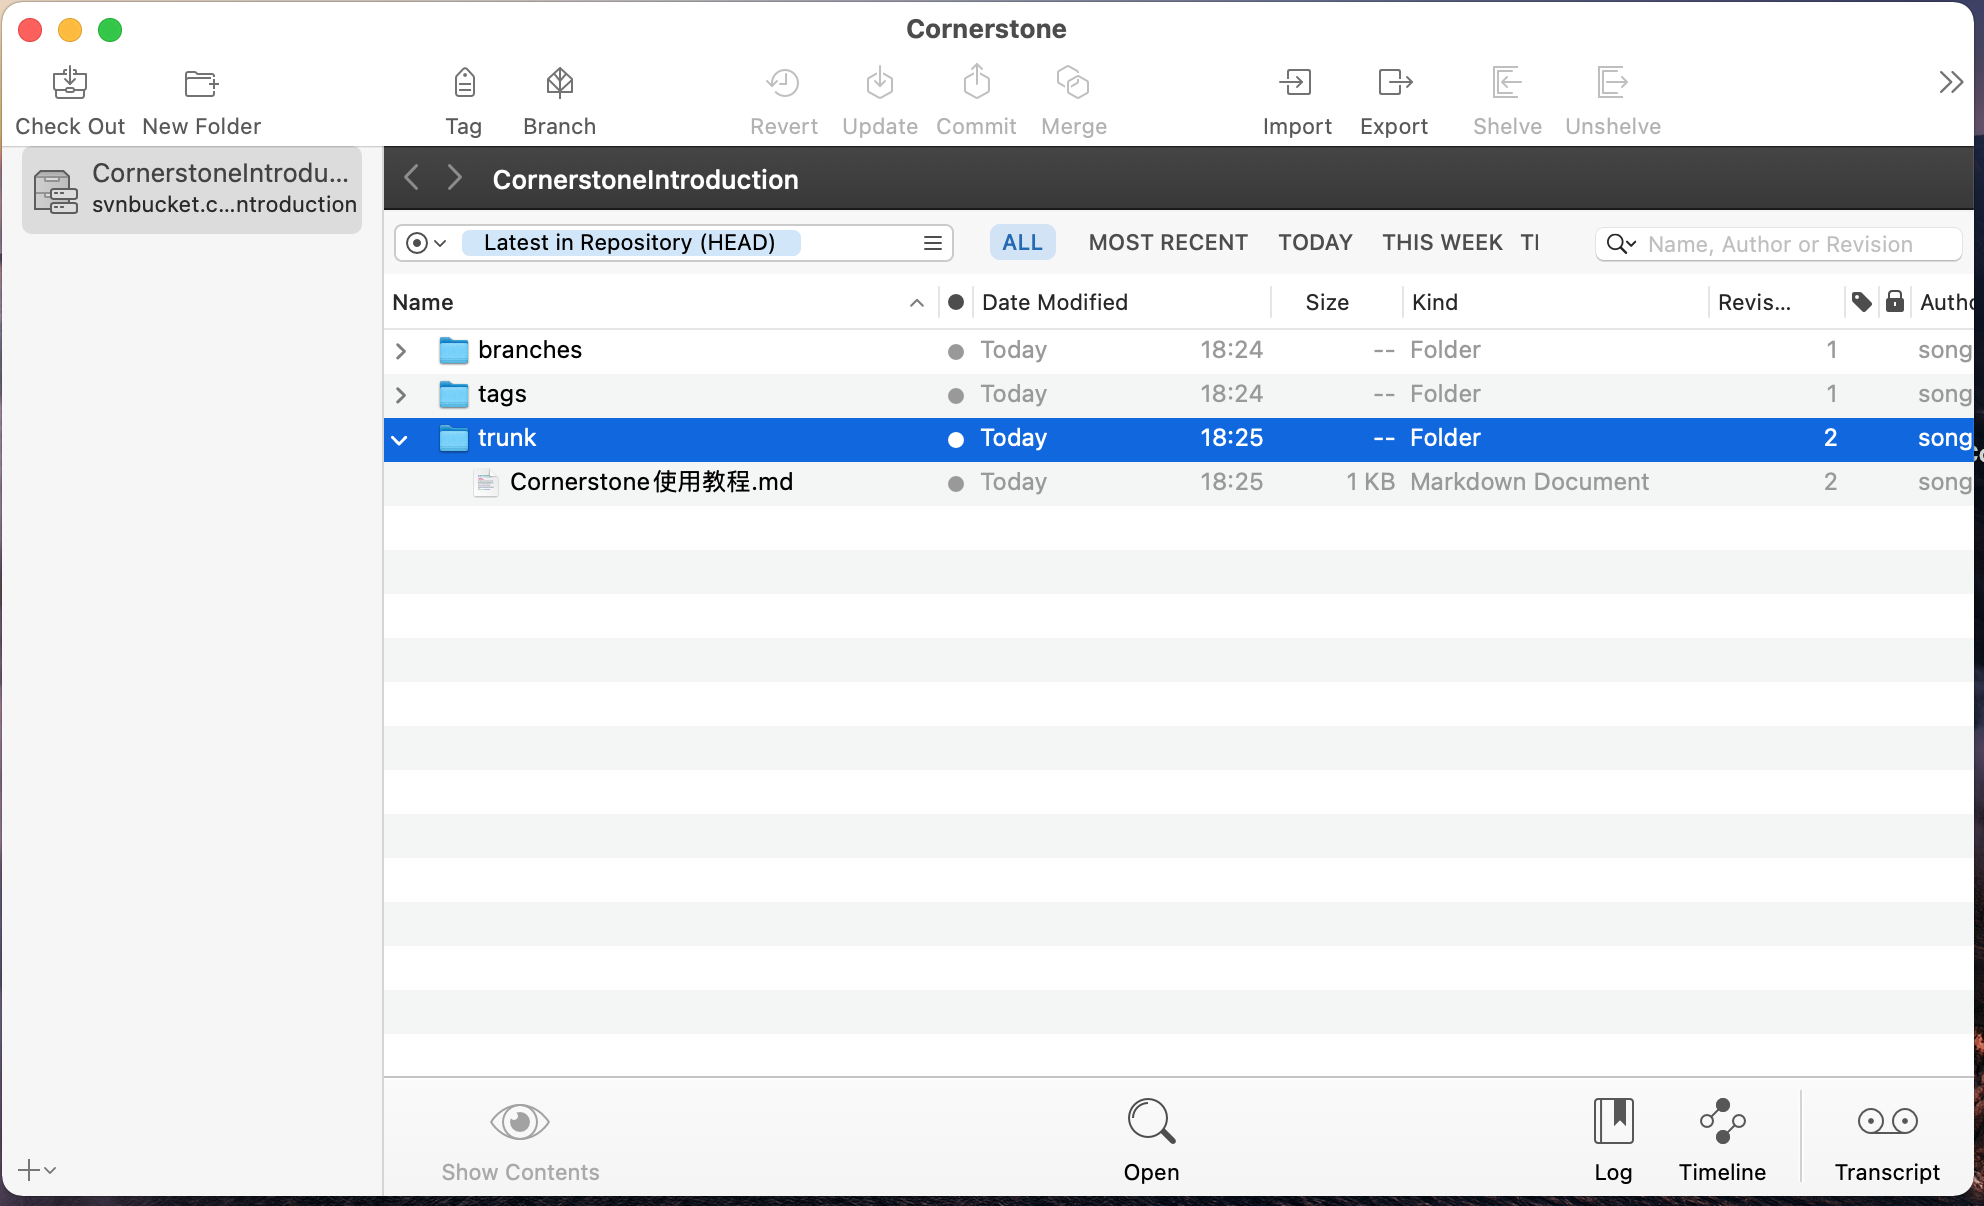 Cornerstone
Check Out New Folder Tag Branch Revert Update Commit Merge Import Export Shelve Unshelve
CornerstoneIntrodu...
svnbucket.c...ntroduction
CornerstoneIntroduction
Latest in Repository (HEAD) ALL MOST RECENT TODAY THIS WEEK Name, Author or Revision
Name Date Modified Size Kind Revis... Autho
branches Today 18:24 -- Folder 1 song
tags Today 18:24 -- Folder 1 song
trunk Today 18:25 -- Folder 2 song
Cornerstone使用教程.md Today 18:25 1 KB Markdown Document 2 song
Show Contents Open Log Timeline Transcript